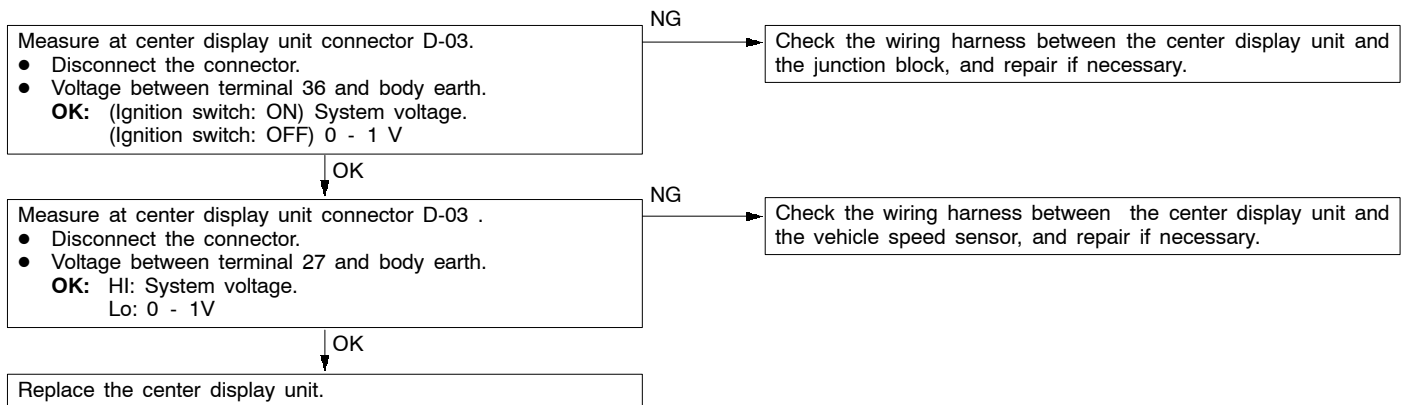 NG
Measure at center display unit connector D-03.
● Disconnect the connector.
● Voltage between terminal 36 and body earth.
OK: (Ignition switch: ON) System voltage.
(Ignition switch: OFF) 0 - 1 V
Check the wiring harness between the center display unit and
the junction block, and repair if necessary.
OK
NG
Measure at center display unit connector D-03 .
● Disconnect the connector.
● Voltage between terminal 27 and body earth.
OK: HI: System voltage.
Lo: 0 - 1V
Check the wiring harness between the center display unit and
the vehicle speed sensor, and repair if necessary.
OK
Replace the center display unit.